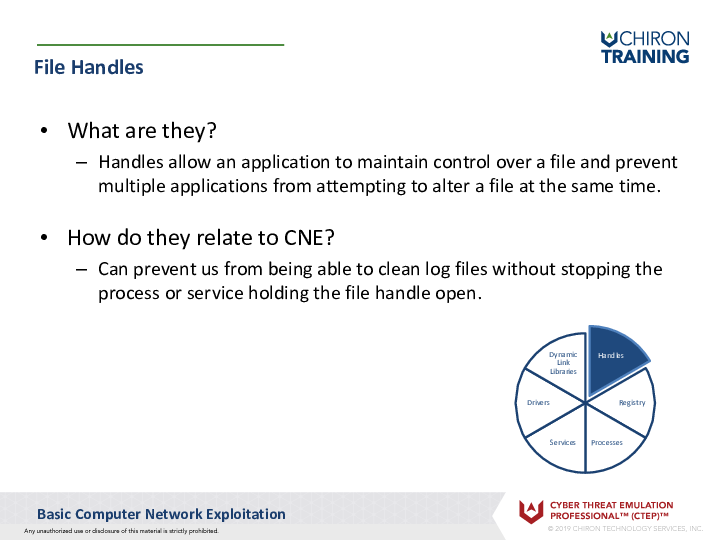 CHIRON
TRAINING
File Handles
• What are they?
– Handles allow an application to maintain control over a file and prevent
multiple applications from attempting to alter a file at the same time.
• How do they relate to CNE?
– Can prevent us from being able to clean log files without stopping the
process or service holding the file handle open.
Dynamic
Link
Libraries
Handles
Drivers
Registry
Services
Processes
Basic Computer Network Exploitation
CYBER THREAT EMULATION
PROFESSIONAL™ (CTEP)™
Any unauthorized use or disclosure of this material is strictly prohibited.
© 2019 CHIRON TECHNOLOGY SERVICES, INC.